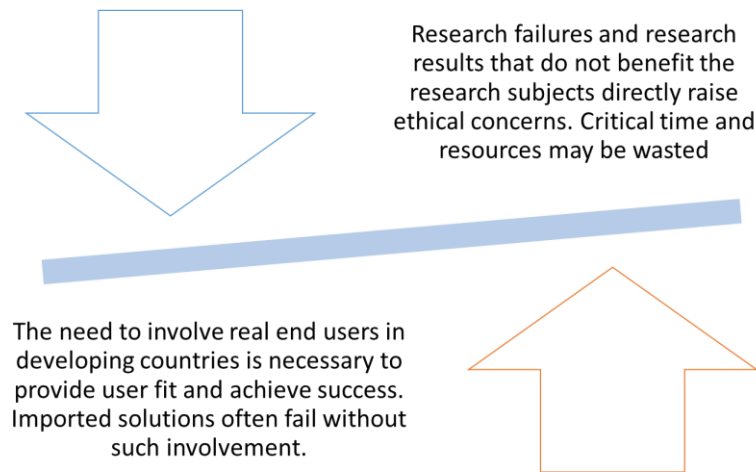 Research failures and research
results that do not benefit the
research subjects directly raise
ethical concerns. Critical time and
resources may be wasted
The need to involve real end users in
developing countries is necessary to
provide user fit and achieve success.
Imported solutions often fail without
such involvement.